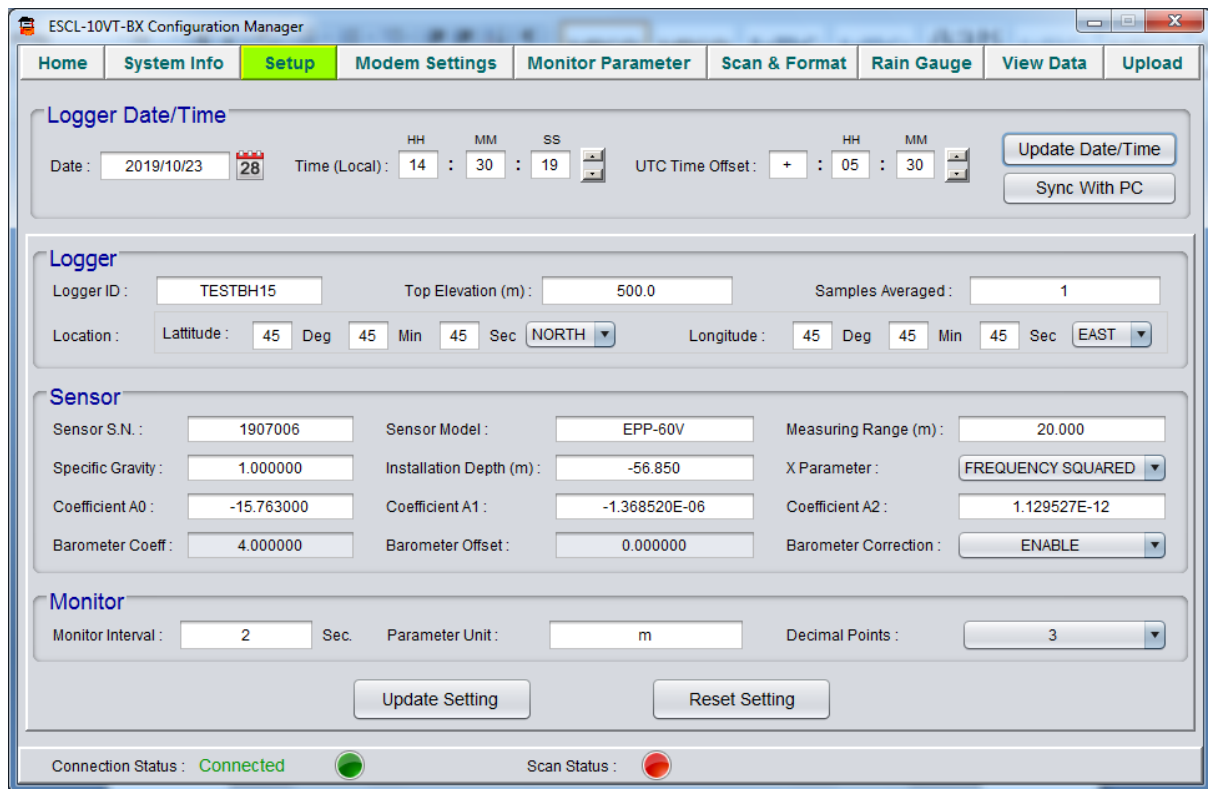 ESCL-10VT-BX Configuration Manager
Home System Info Setup Modem Settings Monitor Parameter Scan & Format Rain Gauge View Data Upload
Logger Date/Time
HH MM SS HH MM
Date : 2019/10/23 28 Time (Local) : 14 : 30 : 19 UTC Time Offset : + : 05 : 30 Update Date/Time
Sync With PC
Logger
Logger ID : TESTBH15 Top Elevation (m) : 500.0 Samples Averaged : 1
Location : Lattitude : 45 Deg 45 Min 45 Sec NORTH Longitude : 45 Deg 45 Min 45 Sec EAST
Sensor
Sensor S.N. : 1907006 Sensor Model : EPP-60V Measuring Range (m) : 20.000
Specific Gravity : 1.000000 Installation Depth (m) : -56.850 X Parameter : FREQUENCY SQUARED
Coefficient A0 : -15.763000 Coefficient A1 : -1.368520E-06 Coefficient A2 : 1.129527E-12
Barometer Coeff : 4.000000 Barometer Offset : 0.000000 Barometer Correction : ENABLE
Monitor
Monitor Interval : 2 Sec. Parameter Unit : m Decimal Points : 3
Update Setting Reset Setting
Connection Status : Connected Scan Status :